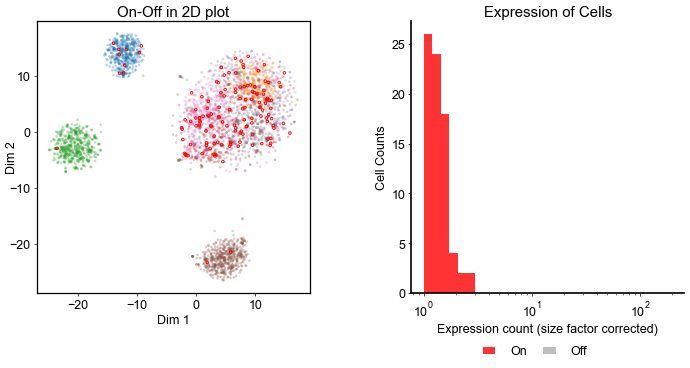 On-Off in 2D plot
10
0
−10
−20
Dim 2
−20 −10 0 10
Dim 1
Expression of Cells
25
20
15
10
5
0
Cell Counts
10^0 10^1 10^2
Expression count (size factor corrected)
On Off